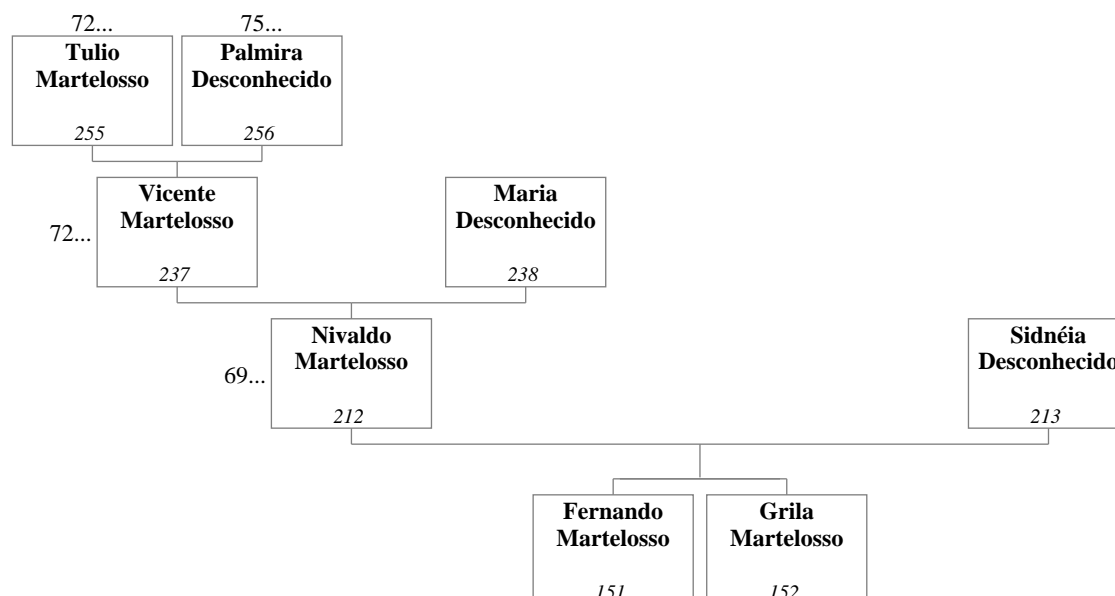 72...
75...
Tulio
Martelosso
255
Palmira
Desconhecido
256
72...
Vicente
Martelosso
237
Maria
Desconhecido
238
69...
Nivaldo
Martelosso
212
Sidnéia
Desconhecido
213
Fernando
Martelosso
151
Grila
Martelosso
152